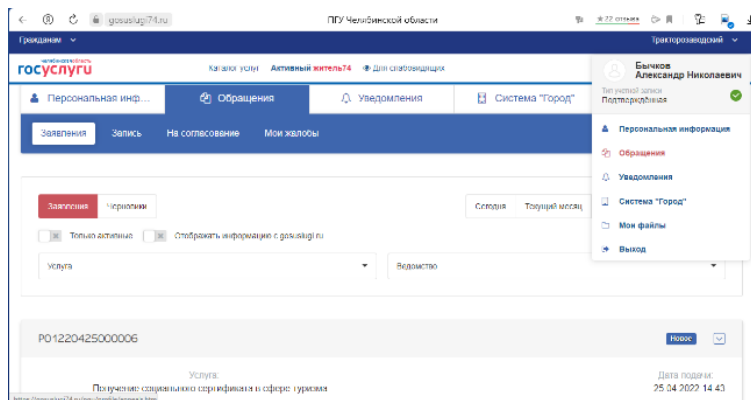 gosuslugi74.ru ПГУ Челябинской области ★ 22 отзыва
Гражданам Тракторозаводский
госуслуги Каталог услуг Активный житель74 Для слабовидящих
Бычков
Александр Николаевич
Тип учетной записи
Подтверждённая
Персональная инф... Обращения Уведомления Система "Город"
Заявления Запись На согласование Мои жалобы
Персональная информация
Обращения
Уведомления
Система "Город"
Мои файлы
Выход
Заявления Черновики Сегодня Текущий месяц
Только активные Отображать информацию с gosuslugi.ru
Услуга Ведомство
P01220425000006 Новое
Услуга: Дата подачи:
Получение социального сертификата в сфере туризма 25.04.2022 14:43